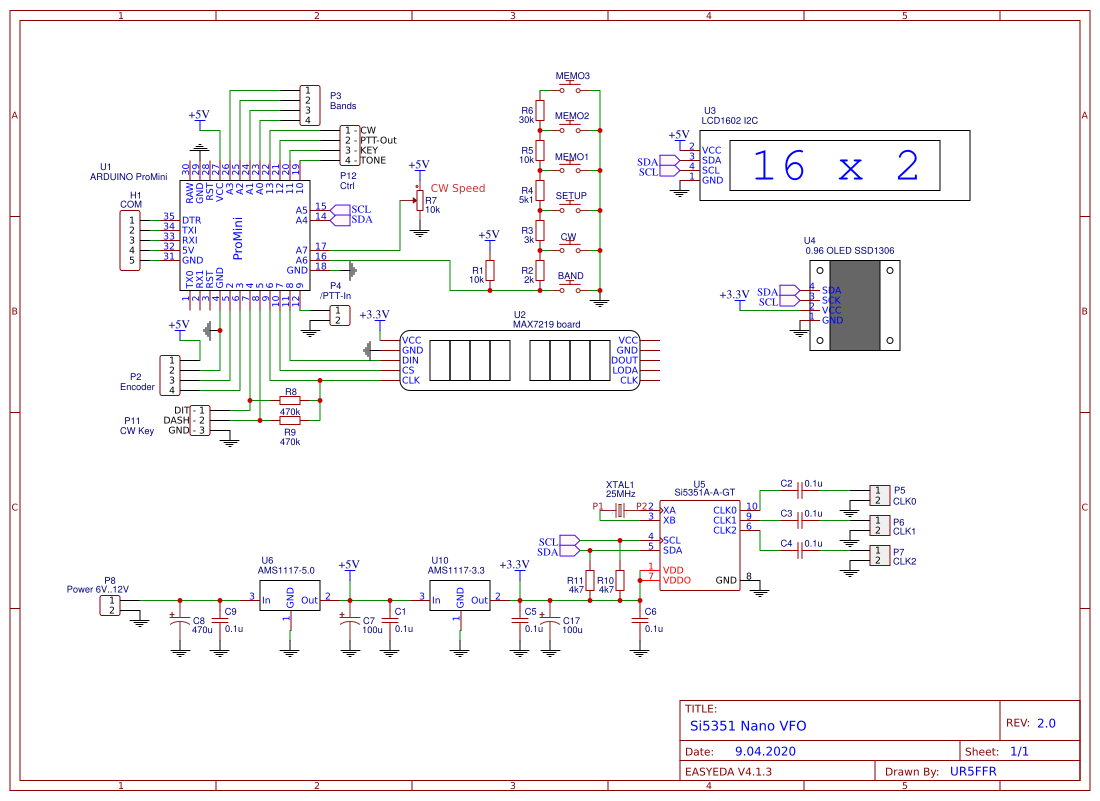 1 2 3 4 5
A A
B B
C C
1 2 3 4 5
P3
Bands
1
2
3
4
+5V
1 - CW
2 - PTT-Out
3 - KEY
4 - TONE
P12
Ctrl
U1
ARDUINO ProMini
30 29 28 27 26 25 24 23 22 21 20 19
RAW GND RST VCC A3 A2 A1 A0 13 12 11 10
ProMini
H1
COM
1
2
3
4
5
35 DTR
34 TXI
33 RXI
32 5V
31 GND
A5 15 SCL
A4 14 SDA
A7 17
A6 16
GND 18
TX0 RX1 RST GND 2 3 4 5 6 7 8 9
1 2 3 4 5 6 7 8 9 10 11 12
+5V
CW Speed
R7
10k
P4
/PTT-In
1
2
+5V
P2
Encoder
1
2
3
4
P11
CW Key
DIT - 1
DASH - 2
GND - 3
R8
470k
R9
470k
+5V
R1
10k
MEMO3
R6
30k
MEMO2
R5
10k
MEMO1
R4
5k1
SETUP
R3
3k
CW
R2
2k
BAND
+3.3V
U2
MAX7219 board
VCC
GND
DIN
CS
CLK
VCC
GND
DOUT
LODA
CLK
U3
LCD1602 I2C
+5V
2 VCC
SDA 3 SDA
SCL 4 SCL
1 GND
16 x 2
U4
0.96 OLED SSD1306
+3.3V
SDA 4 SDA
SCL 3 SCK
2 VCC
1 GND
XTAL1
25MHz
P1 P2
U5
Si5351A-A-GT
2 XA
3 XB
SCL 4 SCL
SDA 5 SDA
1 VDD
7 VDDO
CLK0 10
CLK1 9
CLK2 6
GND 8
R11
4k7
R10
4k7
C2 0.1u
C3 0.1u
C4 0.1u
1
2
P5
CLK0
1
2
P6
CLK1
1
2
P7
CLK2
P8
Power 6V..12V
1
2
C8
470u
C9
0.1u
U6
AMS1117-5.0
3 In GND Out 2
1
+5V
C7
100u
C1
0.1u
U10
AMS1117-3.3
3 In GND Out 2
1
+3.3V
C5
0.1u
C17
100u
C6
0.1u
TITLE:
Si5351 Nano VFO
REV: 2.0
Date: 9.04.2020
Sheet: 1/1
EASYEDA V4.1.3
Drawn By: UR5FFR